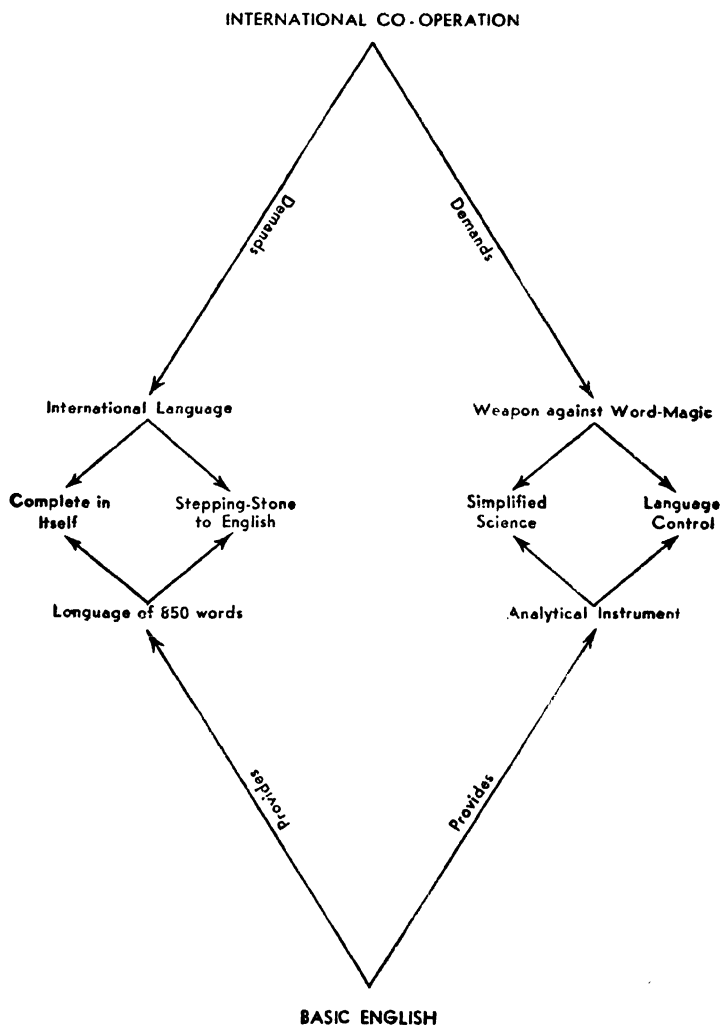 INTERNATIONAL CO-OPERATION
Demands
Demands
International Language
Weapon against Word-Magic
Complete in
Itself
Stepping-Stone
to English
Simplified
Science
Language
Control
Language of 850 words
Analytical Instrument
Provides
Provides
BASIC ENGLISH